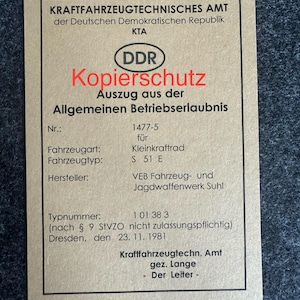 KRAFTFAHRZEUGTECHNISCHES AMT
der Deutschen Demokratischen Republik
KTA
DDR
Kopierschutz
Auszug aus der
Allgemeinen Betriebserlaubnis
Nr.: 1477-5
für
Fahrzeugart: Kleinkraftrad
Fahrzeugtyp: S 51 E
Hersteller: VEB Fahrzeug- und
Jagdwaffenwerk Suhl
Typnummer: 1 01 38 3
(nach § 9 StVZO nicht zulassungspflichtig)
Dresden, den 23. 11. 1981
Kraftfahrzeugtechn. Amt
gez. Lange
- Der Leiter -